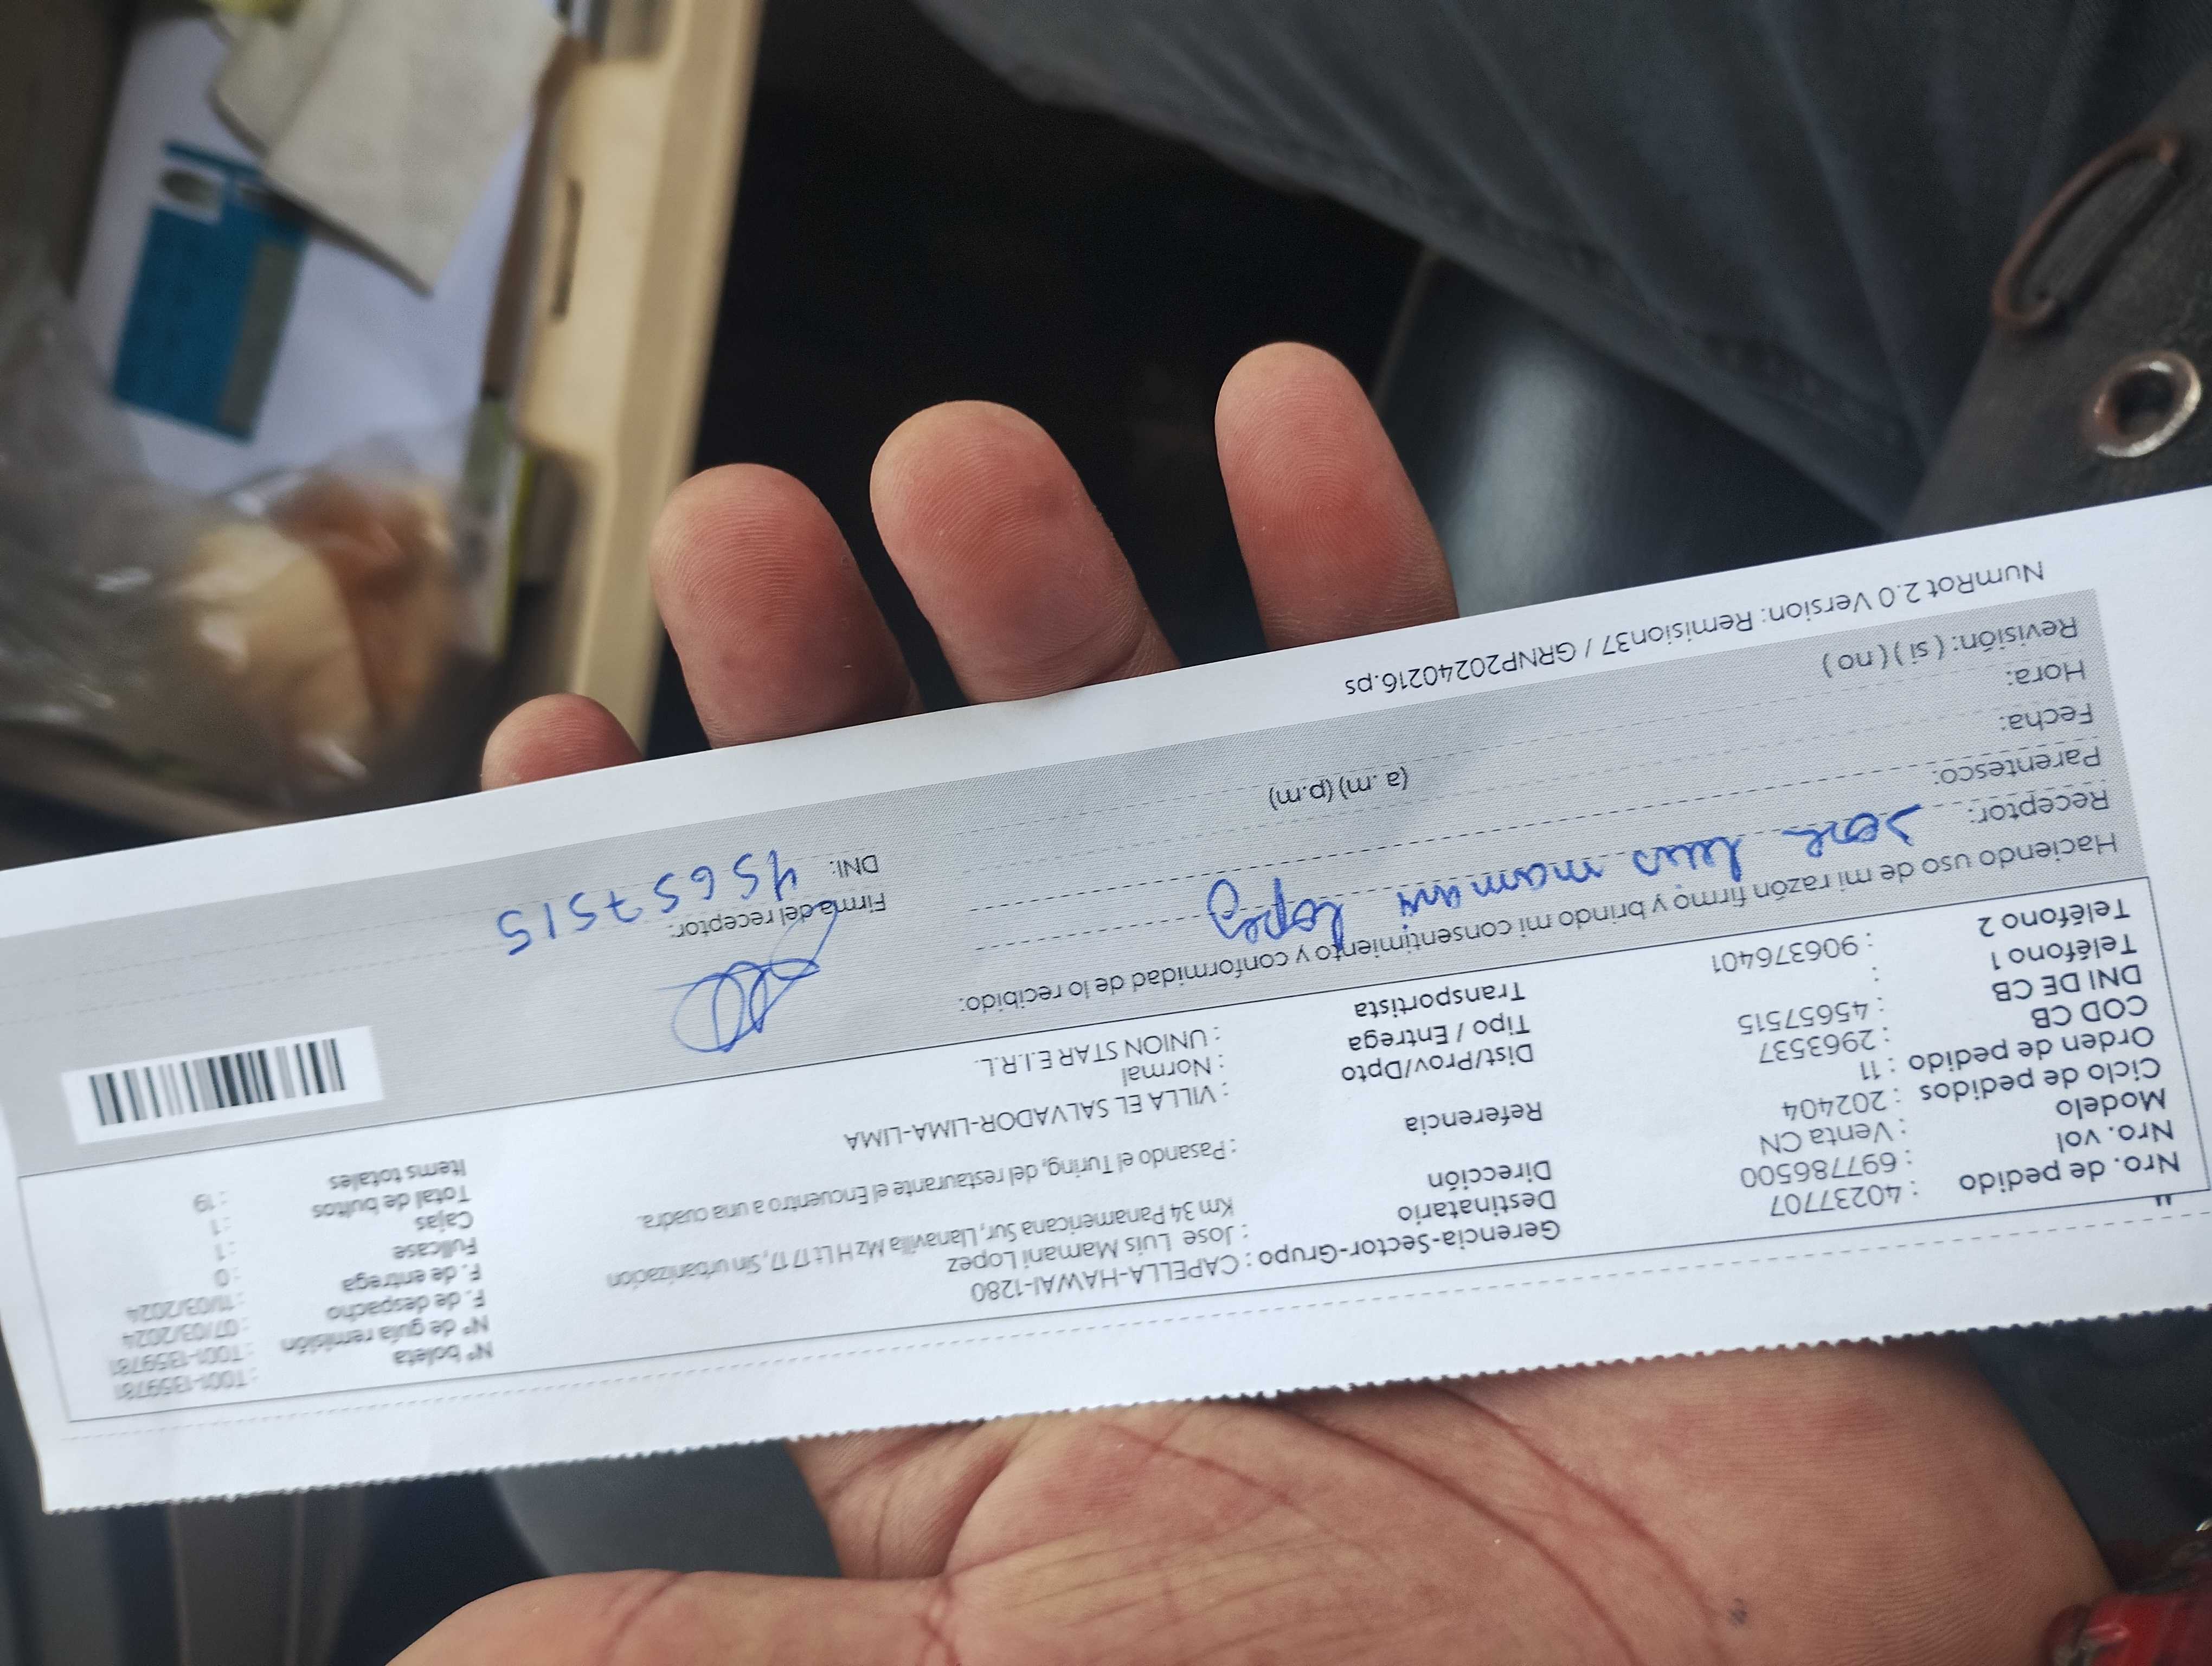 Nro. de pedido : 40237707
Nro. vol : 697786500
Modelo : Venta CN
Ciclo de pedidos : 202404
Orden de pedido : 11
COD CB : 2963537
DNI DE CB : 45657515
Teléfono 1 :
Teléfono 2 : 906376401
Gerencia-Sector-Grupo : CAPELLA-HAWAI-1280
Destinatario : Jose Luis Mamani Lopez
Dirección Km 34 Panamericana Sur, Llanavilla Mz H Lt 17 17, Sin urbanizacion
Referencia : Pasando el Turing, del restaurante el Encuentro a una cuadra.
Dist/Prov/Dpto : VILLA EL SALVADOR-LIMA-LIMA
Tipo / Entrega : Normal
Transportista : UNION STAR E.I.R.L.
N° boleta : T001-1359781
N° de guía remisión : T001-1359781
F. de despacho : 07/03/2024
F. de entrega : 11/03/2024
Fullcase : 0
Cajas : 1
Total de bultos : 1
Items totales : 19
Haciendo uso de mi razón firmo y brindo mi consentimiento y conformidad de lo recibido:
Receptor: Jose luis mamani lopez
Parentesco:
Fecha:
Hora: (a. m) (p.m)
Revisión: ( si ) ( no )
Firma del receptor:
DNI: 45657515
NumRot 2.0 Version: Remision37 / GRNP20240216.ps